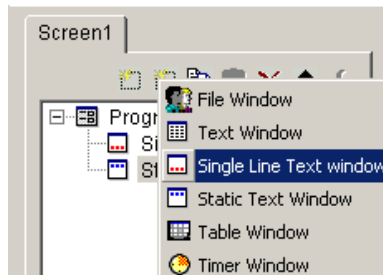 Screen1
File Window
Progr
Text Window
Si
Single Line Text window
St
Static Text Window
Table Window
Timer Window